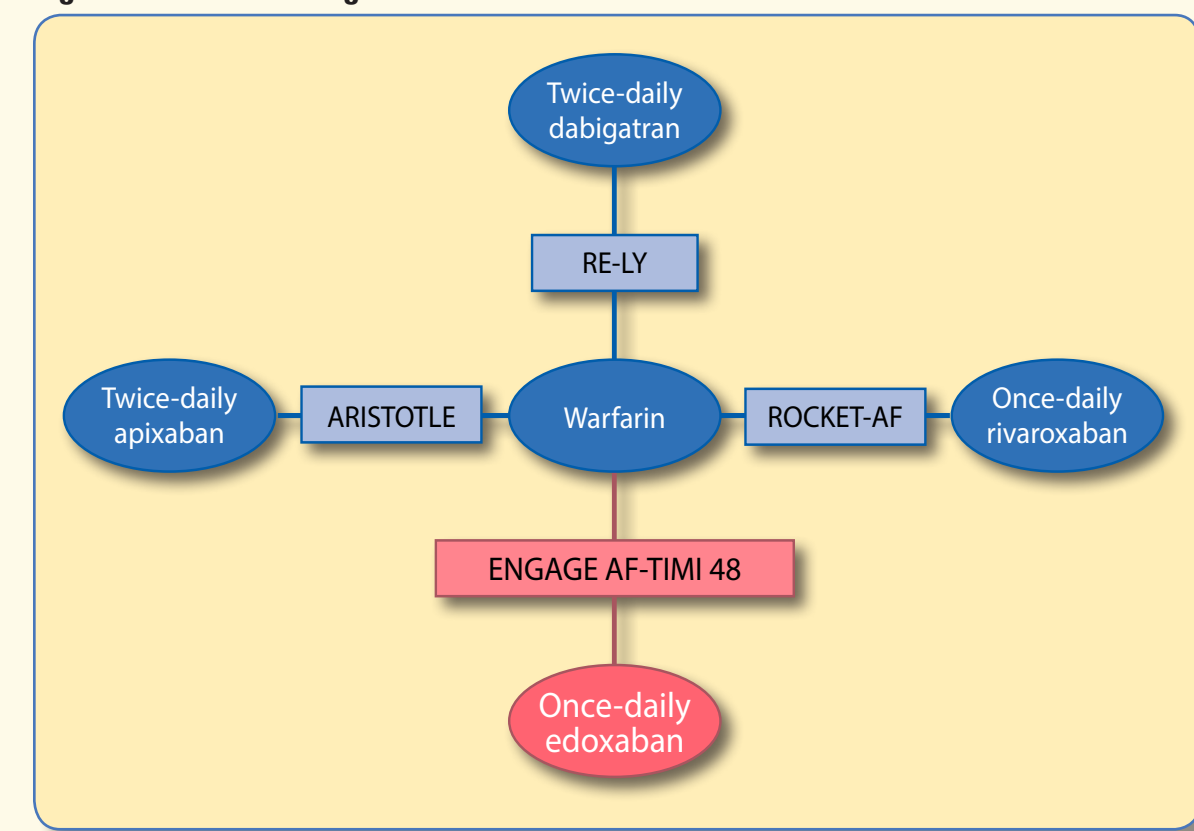 Twice-daily
dabigatran
RE-LY
Twice-daily
apixaban
ARISTOTLE
Warfarin
ROCKET-AF
Once-daily
rivaroxaban
ENGAGE AF-TIMI 48
Once-daily
edoxaban